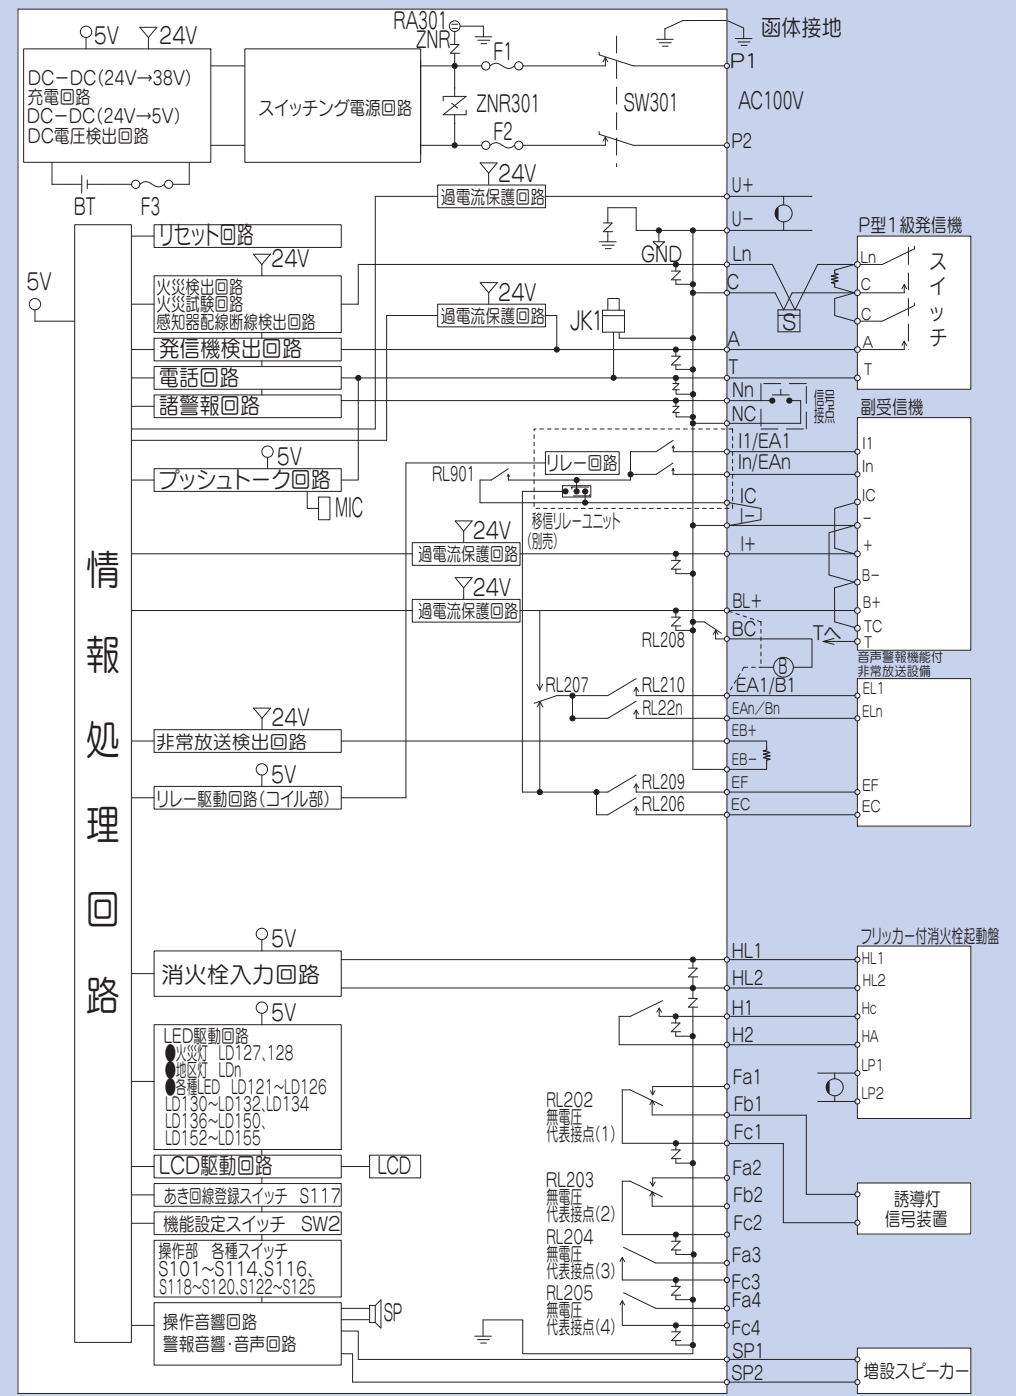 RA301
ZNR
函体接地
5V
24V
F1
P1
DC−DC(24V→38V)
充電回路
DC−DC(24V→5V)
DC電圧検出回路
スイッチング電源回路
ZNR301
SW301
AC100V
F2
P2
BT
F3
24V
過電流保護回路
U+
U−
GND
リセット回路
24V
火災検出回路
火災試験回路
感知器配線断線検出回路
5V
24V
過電流保護回路
JK1
Ln
C
S
P型1級発信機
Ln
C
C
A
T
スイッチ
発信機検出回路
A
電話回路
T
諸警報回路
Nn
NC
信号
接点
副受信機
5V
プッシュトーク回路
MIC
RL901
リレー回路
移信リレーユニット
(別売)
I1/EA1
In/EAn
IC
I−
I+
I1
In
IC
−
+
B−
B+
TC
T
Tへ
24V
過電流保護回路
24V
過電流保護回路
BL+
BC
RL208
B
情報処理回路
音声警報機能付
非常放送設備
RL207
RL210
EA1/B1
EL1
RL22n
EAn/Bn
ELn
24V
非常放送検出回路
EB+
EB−
5V
リレー駆動回路(コイル部)
RL209
EF
EF
RL206
EC
EC
5V
消火栓入力回路
HL1
HL2
H1
H2
フリッカー付消火栓起動盤
HL1
HL2
Hc
HA
LP1
LP2
5V
LED駆動回路
●火災灯 LD127､128
●地区灯 LDn
●各種LED LD121~LD126
LD130~LD132､LD134
LD136~LD150､
LD152~LD155
RL202
無電圧
代表接点(1)
Fa1
Fb1
Fc1
LCD駆動回路
LCD
あき回線登録スイッチ S117
機能設定スイッチ SW2
RL203
無電圧
代表接点(2)
Fa2
Fb2
Fc2
誘導灯
信号装置
操作部 各種スイッチ
S101~S114､S116､
S118~S120､S122~S125
RL204
無電圧
代表接点(3)
Fa3
Fc3
RL205
無電圧
代表接点(4)
Fa4
Fc4
操作音響回路
警報音響・音声回路
SP
SP1
SP2
増設スピーカー